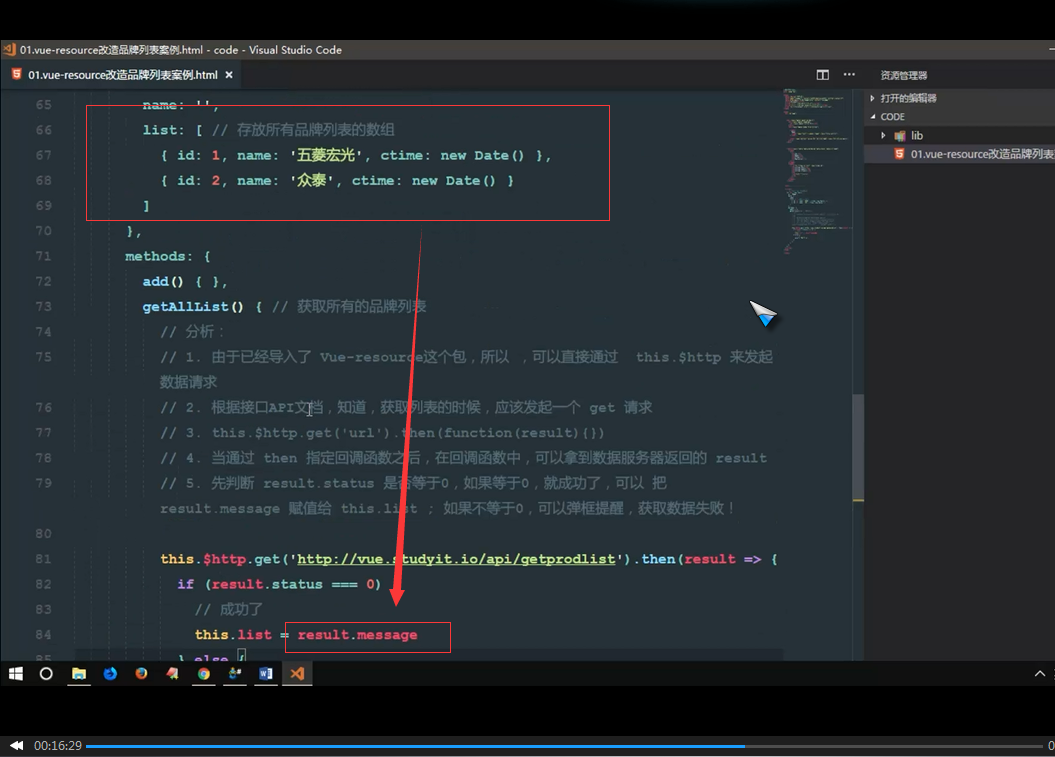 01.vue-resource改造品牌列表案例.html - code - Visual Studio Code
01.vue-resource改造品牌列表案例.html ×
资源管理器
打开的编辑器
CODE
lib
01.vue-resource改造品牌列表
65 name: '',
66 list: [ // 存放所有品牌列表的数组
67 { id: 1, name: '五菱宏光', ctime: new Date() },
68 { id: 2, name: '众泰', ctime: new Date() }
69 ]
70 },
71 methods: {
72 add() { },
73 getAllList() { // 获取所有的品牌列表
74 // 分析：
75 // 1. 由于已经导入了 Vue-resource这个包，所以 ，可以直接通过 this.$http 来发起
数据请求
76 // 2. 根据接口API文档，知道，获取列表的时候，应该发起一个 get 请求
77 // 3. this.$http.get('url').then(function(result){})
78 // 4. 当通过 then 指定回调函数之后，在回调函数中，可以拿到数据服务器返回的 result
79 // 5. 先判断 result.status 是否等于0，如果等于0，就成功了，可以 把
result.message 赋值给 this.list ； 如果不等于0，可以弹框提醒，获取数据失败！
80
81 this.$http.get('http://vue.studyit.io/api/getprodlist').then(result => {
82 if (result.status === 0)
83 // 成功了
84 this.list = result.message
85 } else {
00:16:29